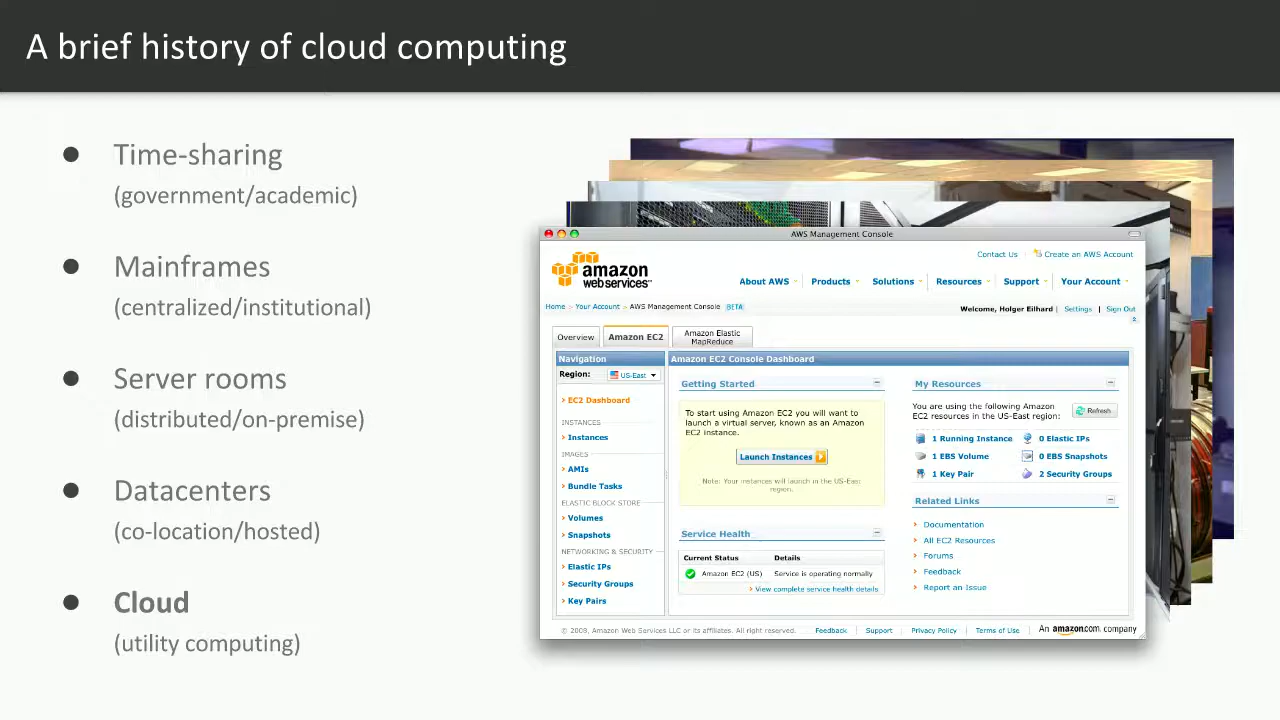 A brief history of cloud computing
Time-sharing
(government/academic)
Mainframes
(centralized/institutional)
Server rooms
(distributed/on-premise)
Datacenters
(co-location/hosted)
Cloud
(utility computing)
AWS Management Console
amazon
webservices™
Contact Us
Create an AWS Account
About AWS
Products
Solutions
Resources
Support
Your Account
Home > Your Account > AWS Management Console BETA
Welcome, Holger Eilhard | Settings | Sign Out
Overview
Amazon EC2
Amazon Elastic
MapReduce
Navigation
Region: US-East
EC2 Dashboard
INSTANCES
Instances
IMAGES
AMIs
Bundle Tasks
ELASTIC BLOCK STORE
Volumes
Snapshots
NETWORKING & SECURITY
Elastic IPs
Security Groups
Key Pairs
Amazon EC2 Console Dashboard
Getting Started
To start using Amazon EC2 you will want to
launch a virtual server, known as an Amazon
EC2 instance.
Launch Instances
Note: Your instances will launch in the US-East
region.
Service Health
Current Status Details
Amazon EC2 (US) Service is operating normally
View complete service health details
My Resources
You are using the following Amazon
EC2 resources in the US-East region:
Refresh
1 Running Instance 0 Elastic IPs
1 EBS Volume 0 EBS Snapshots
1 Key Pair 2 Security Groups
Related Links
Documentation
All EC2 Resources
Forums
Feedback
Report an Issue
© 2009, Amazon Web Services LLC or its affiliates. All right reserved. Feedback | Support | Privacy Policy | Terms of Use | An amazon.com company